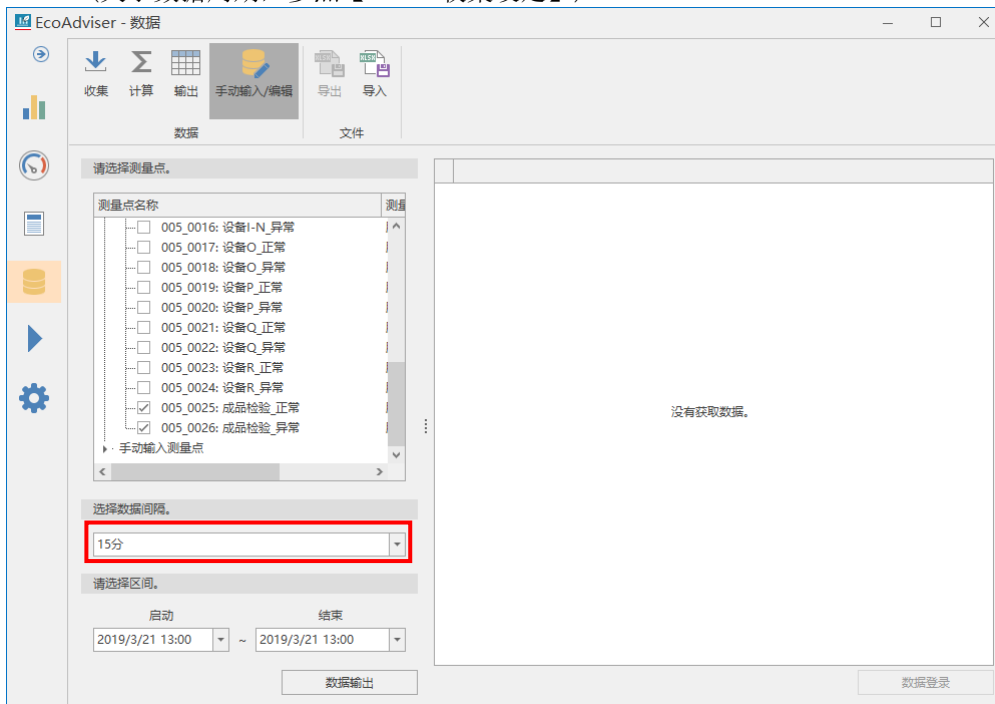 EcoAdviser - 数据
收集 计算 输出 手动输入/编辑 导出 导入
数据 文件
请选择测量点。
测量点名称
005_0016: 设备I-N_异常
005_0017: 设备O_正常
005_0018: 设备O_异常
005_0019: 设备P_正常
005_0020: 设备P_异常
005_0021: 设备Q_正常
005_0022: 设备Q_异常
005_0023: 设备R_正常
005_0024: 设备R_异常
005_0025: 成品检验_正常
005_0026: 成品检验_异常
手动输入测量点
没有获取数据。
选择数据间隔。
15分
请选择区间。
启动 结束
2019/3/21 13:00 ~ 2019/3/21 13:00
数据输出 数据登录